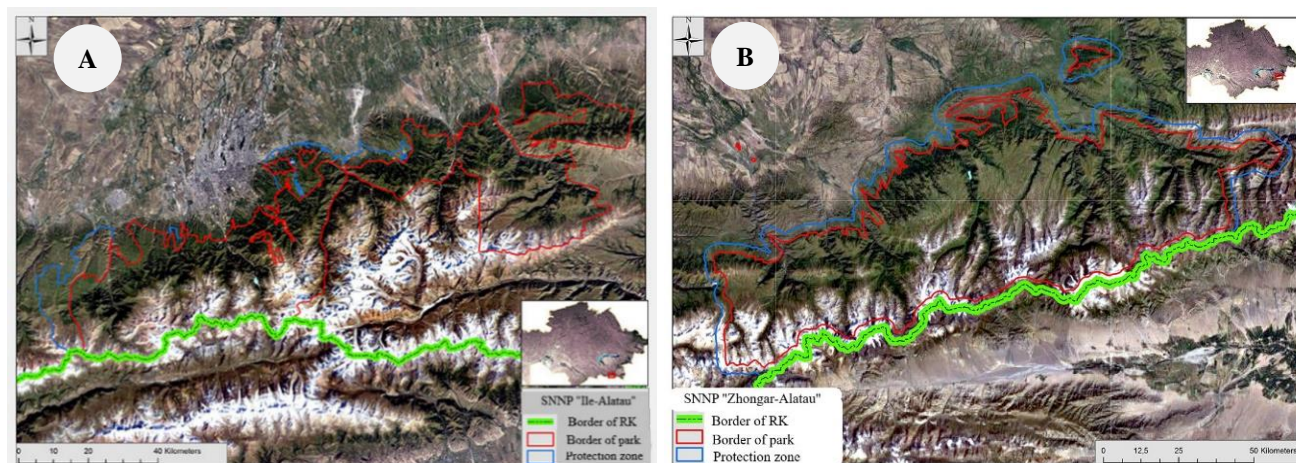 A
SNNP "Ile-Alatau"
Border of RK
Border of park
Protection zone
0 10 20 40
Kilometers
B
SNNP "Zhongar-Alatau"
Border of RK
Border of park
Protection zone
0 12,5 25 50
Kilometers